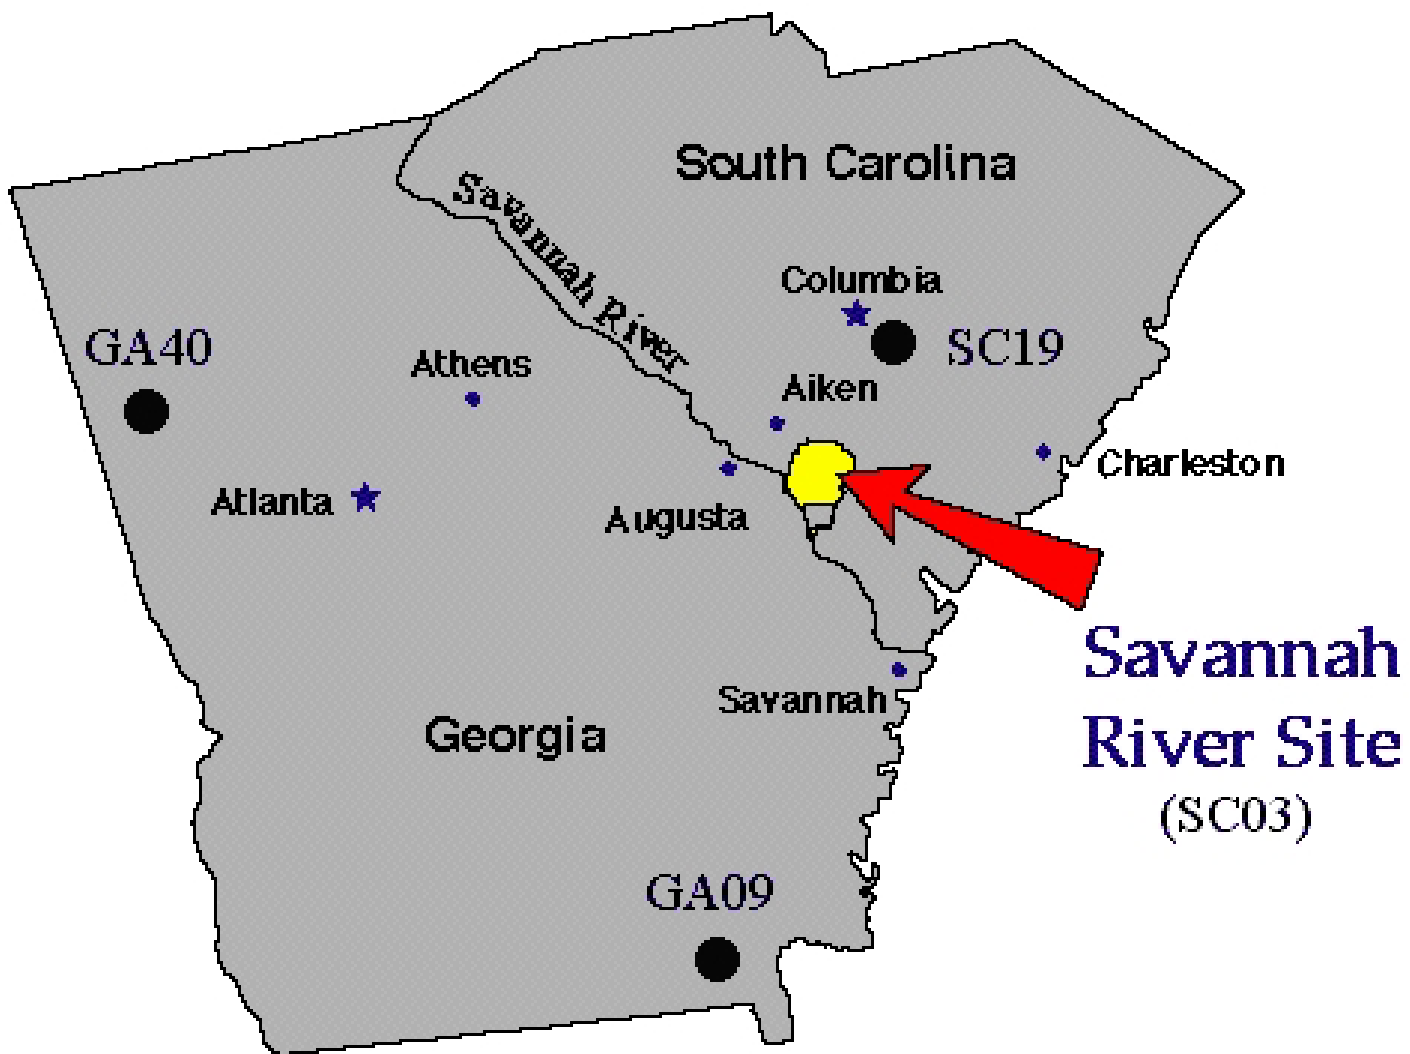 South Carolina
Savannah River
Columbia
GA40
SC19
Athens
Aiken
Charleston
Atlanta
Augusta
Savannah
River Site
(SC03)
Savannah
Georgia
GA09